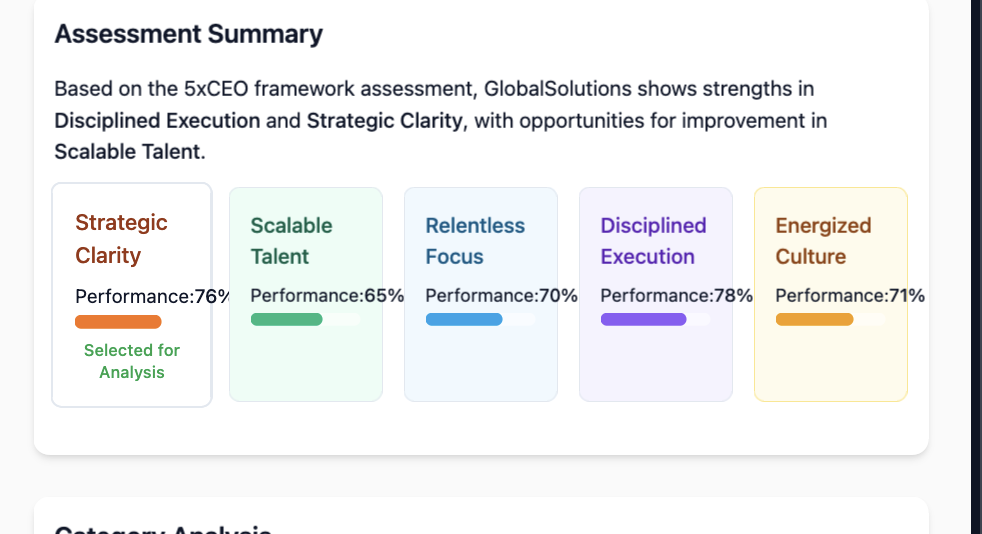 Assessment Summary
Based on the 5xCEO framework assessment, GlobalSolutions shows strengths in
Disciplined Execution and Strategic Clarity, with opportunities for improvement in
Scalable Talent.
Strategic
Clarity
Performance:76%
Selected for
Analysis
Scalable
Talent
Performance:65%
Relentless
Focus
Performance:70%
Disciplined
Execution
Performance:78%
Energized
Culture
Performance:71%
Category Analysis